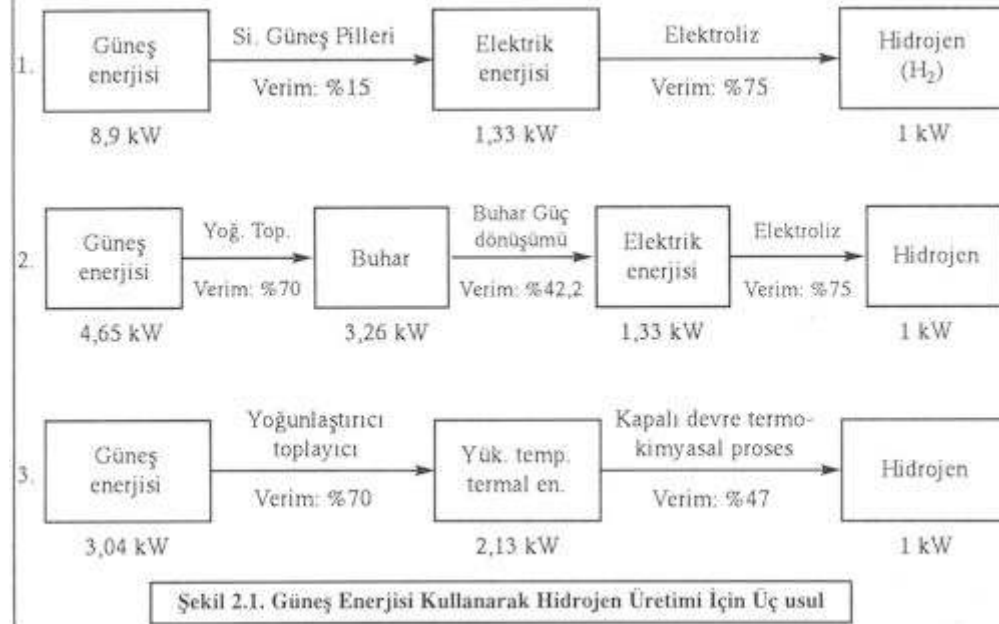 1.
Güneş
enerjisi
8,9 kW
Si. Güneş Pilleri
Verim: %15
Elektrik
enerjisi
1,33 kW
Elektroliz
Verim: %75
Hidrojen
(H₂)
1 kW
2.
Güneş
enerjisi
4,65 kW
Yoğ. Top.
Verim: %70
Buhar
3,26 kW
Buhar Güç
dönüşümü
Verim: %42,2
Elektrik
enerjisi
1,33 kW
Elektroliz
Verim: %75
Hidrojen
1 kW
3.
Güneş
enerjisi
3,04 kW
Yoğunlaştırıcı
toplayıcı
Verim: %70
Yük. temp.
termal en.
2,13 kW
Kapalı devre termo-
kimyasal proses
Verim: %47
Hidrojen
1 kW
Şekil 2.1. Güneş Enerjisi Kullanarak Hidrojen Üretimi İçin Üç usul